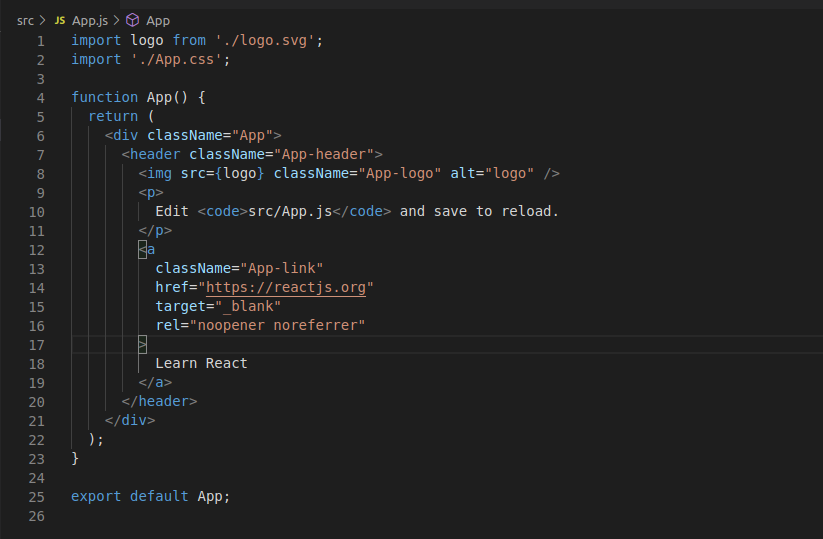 src > JS App.js > App
1 import logo from './logo.svg';
2 import './App.css';
3
4 function App() {
5   return (
6     <div className="App">
7       <header className="App-header">
8         <img src={logo} className="App-logo" alt="logo" />
9         <p>
10           Edit <code>src/App.js</code> and save to reload.
11         </p>
12         <a
13           className="App-link"
14           href="https://reactjs.org"
15           target="_blank"
16           rel="noopener noreferrer"
17         >
18           Learn React
19         </a>
20       </header>
21     </div>
22   );
23 }
24
25 export default App;
26